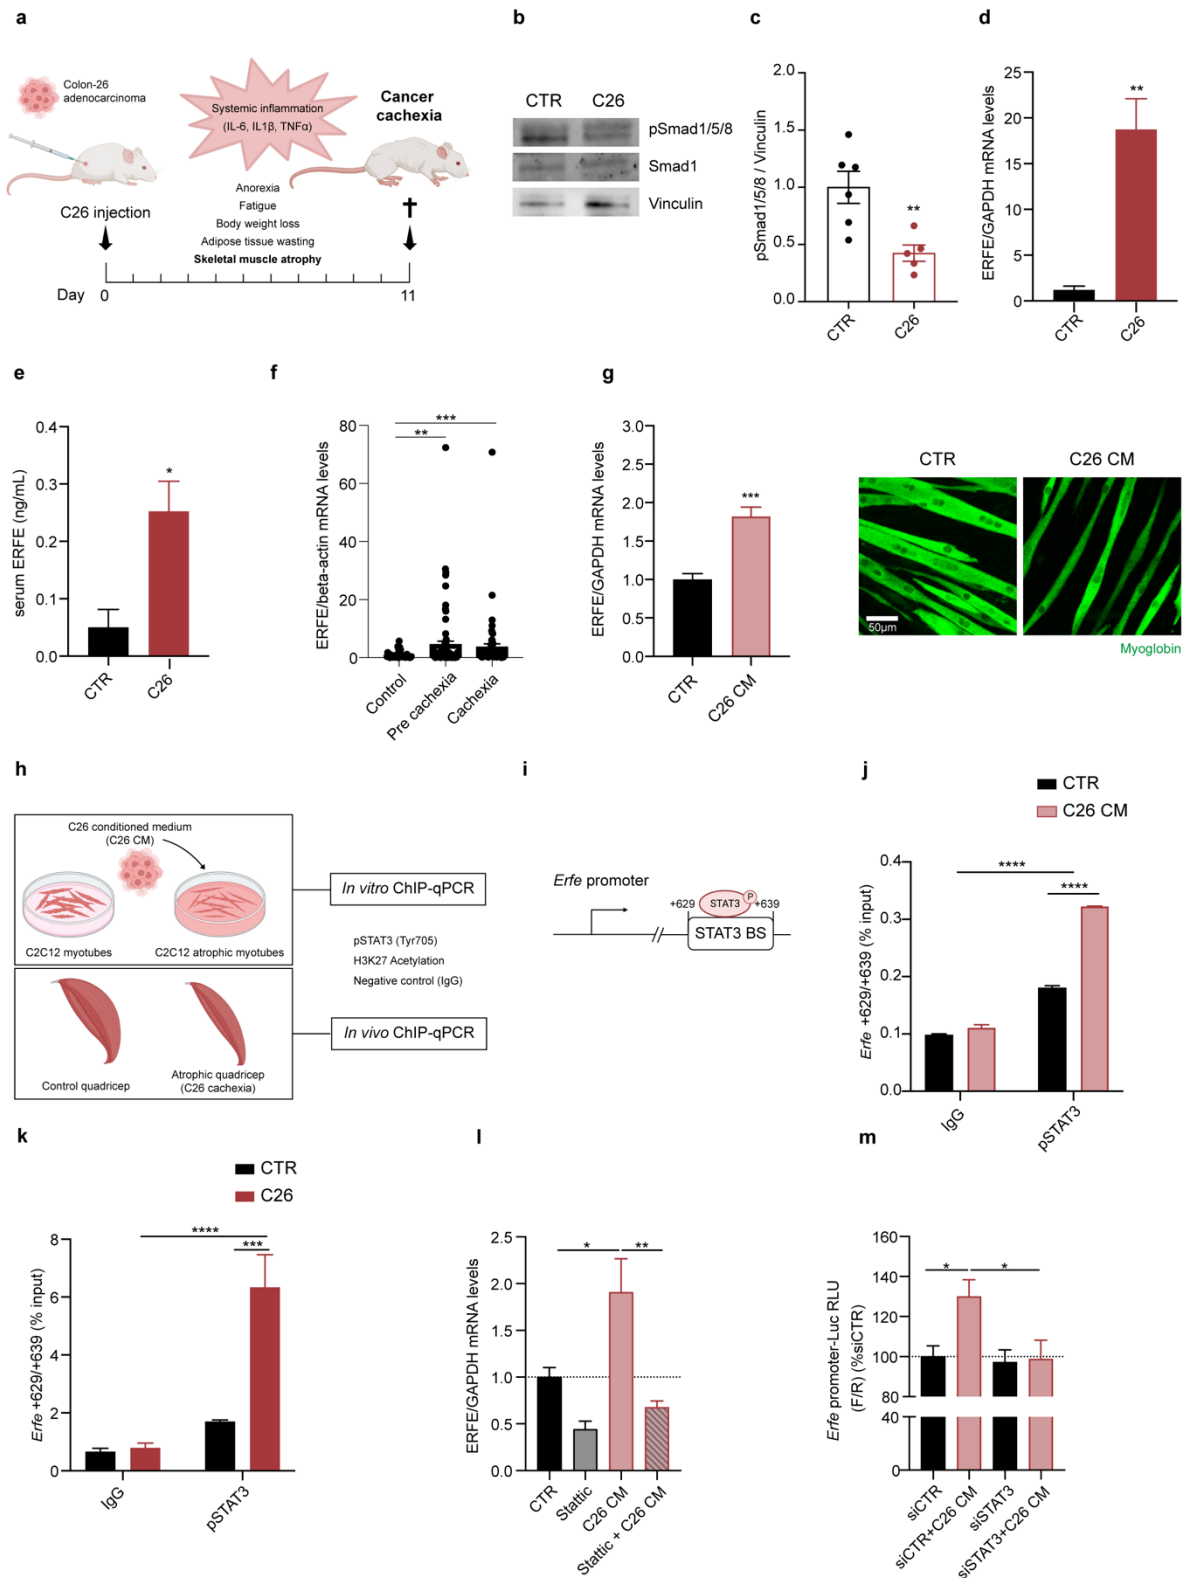 a
Colon-26
adenocarcinoma
Systemic inflammation
(IL-6, IL1β, TNFα)
Cancer
cachexia
C26 injection
Anorexia
Fatigue
Body weight loss
Adipose tissue wasting
Skeletal muscle atrophy
Day 0 11
b
CTR C26
pSmad1/5/8
Smad1
Vinculin
c
pSmad1/5/8 / Vinculin
2.0
1.5
1.0
0.5
0.0
**
CTR
C26
d
ERFE/GAPDH mRNA levels
25
20
15
10
5
0
**
CTR
C26
e
serum ERFE (ng/mL)
0.4
0.3
0.2
0.1
0.0
*
CTR
C26
f
ERFE/beta-actin mRNA levels
80
60
40
20
0
***
**
Control
Pre cachexia
Cachexia
g
ERFE/GAPDH mRNA levels
3.0
2.5
2.0
1.5
1.0
0.5
0.0
***
CTR
C26 CM
CTR C26 CM
50µm
Myoglobin
h
C26 conditioned medium
(C26 CM)
C2C12 myotubes
C2C12 atrophic myotubes
Control quadricep
Atrophic quadricep
(C26 cachexia)
In vitro ChIP-qPCR
pSTAT3 (Tyr705)
H3K27 Acetylation
Negative control (IgG)
In vivo ChIP-qPCR
i
Erfe promoter
+629
STAT3
P
+639
STAT3 BS
j
CTR
C26 CM
Erfe +629/+639 (% input)
0.4
0.3
0.2
0.1
0.0
****
****
IgG
pSTAT3
k
CTR
C26
Erfe +629/+639 (% input)
8
6
4
2
0
****
***
IgG
pSTAT3
l
ERFE/GAPDH mRNA levels
2.5
2.0
1.5
1.0
0.5
0.0
*
**
CTR
Stattic
C26 CM
Stattic + C26 CM
m
Erfe promoter-Luc RLU
(F/R) (%siCTR)
160
140
120
100
80
40
0
*
*
siCTR
siCTR+C26 CM
siSTAT3
siSTAT3+C26 CM